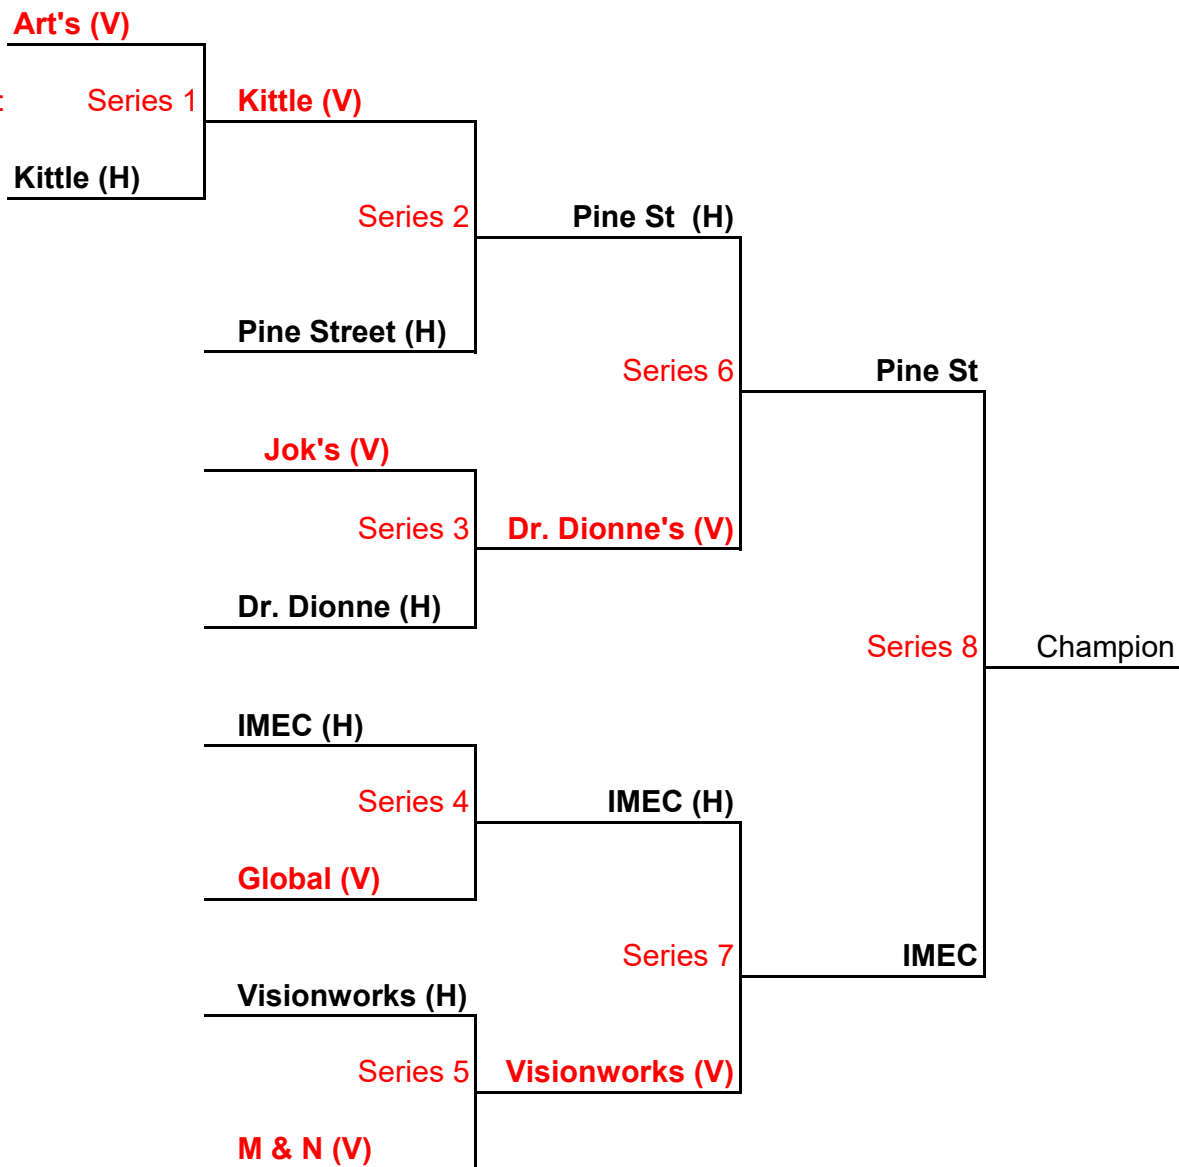 Art's (V)
: Series 1 Kittle (V)
Kittle (H)
Series 2 Pine St (H)
Pine Street (H)
Series 6 Pine St
Jok's (V)
Series 3 Dr. Dionne's (V)
Dr. Dionne (H)
Series 8 Champion
IMEC (H)
Series 4 IMEC (H)
Global (V)
Series 7 IMEC
Visionworks (H)
Series 5 Visionworks (V)
M & N (V)